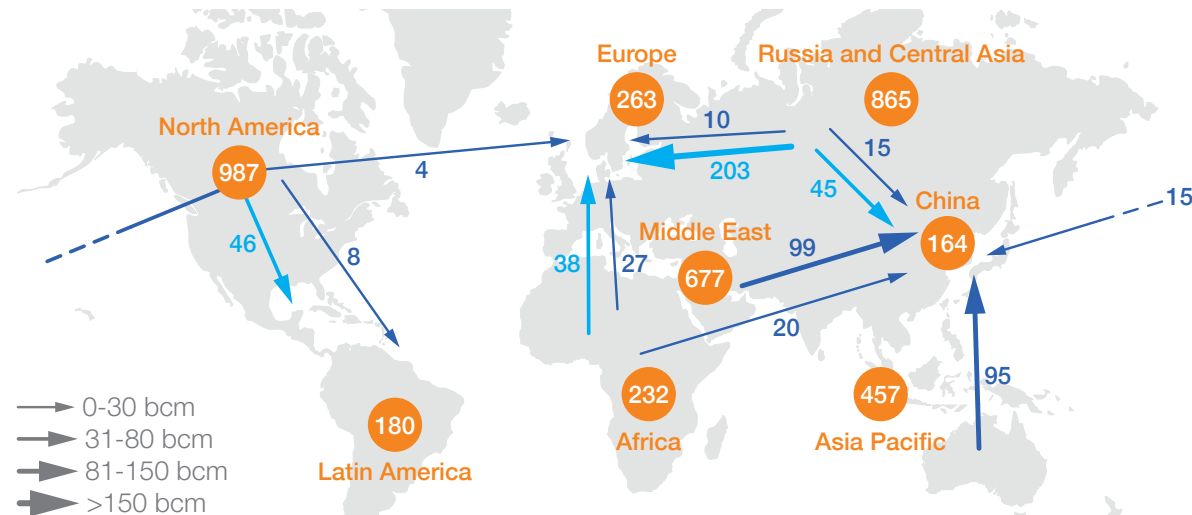 Europe
Russia and Central Asia
263
865
North America
10
15
987
4
203
45
China
15
46
8
Middle East
99
164
38
27
677
20
95
0-30 bcm
232
457
31-80 bcm
180
Africa
Asia Pacific
81-150 bcm
Latin America
>150 bcm